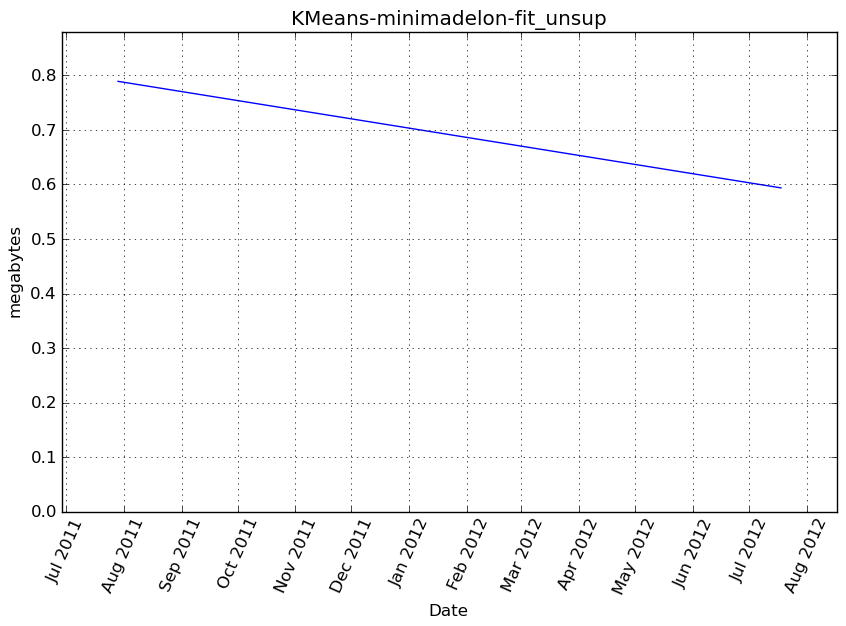 KMeans-minimadelon-fit_unsup
0.8
0.7
0.6
0.5
0.4
0.3
0.2
0.1
0.0
megabytes
Jul 2011
Aug 2011
Sep 2011
Oct 2011
Nov 2011
Dec 2011
Jan 2012
Feb 2012
Mar 2012
Apr 2012
May 2012
Jun 2012
Jul 2012
Aug 2012
Date